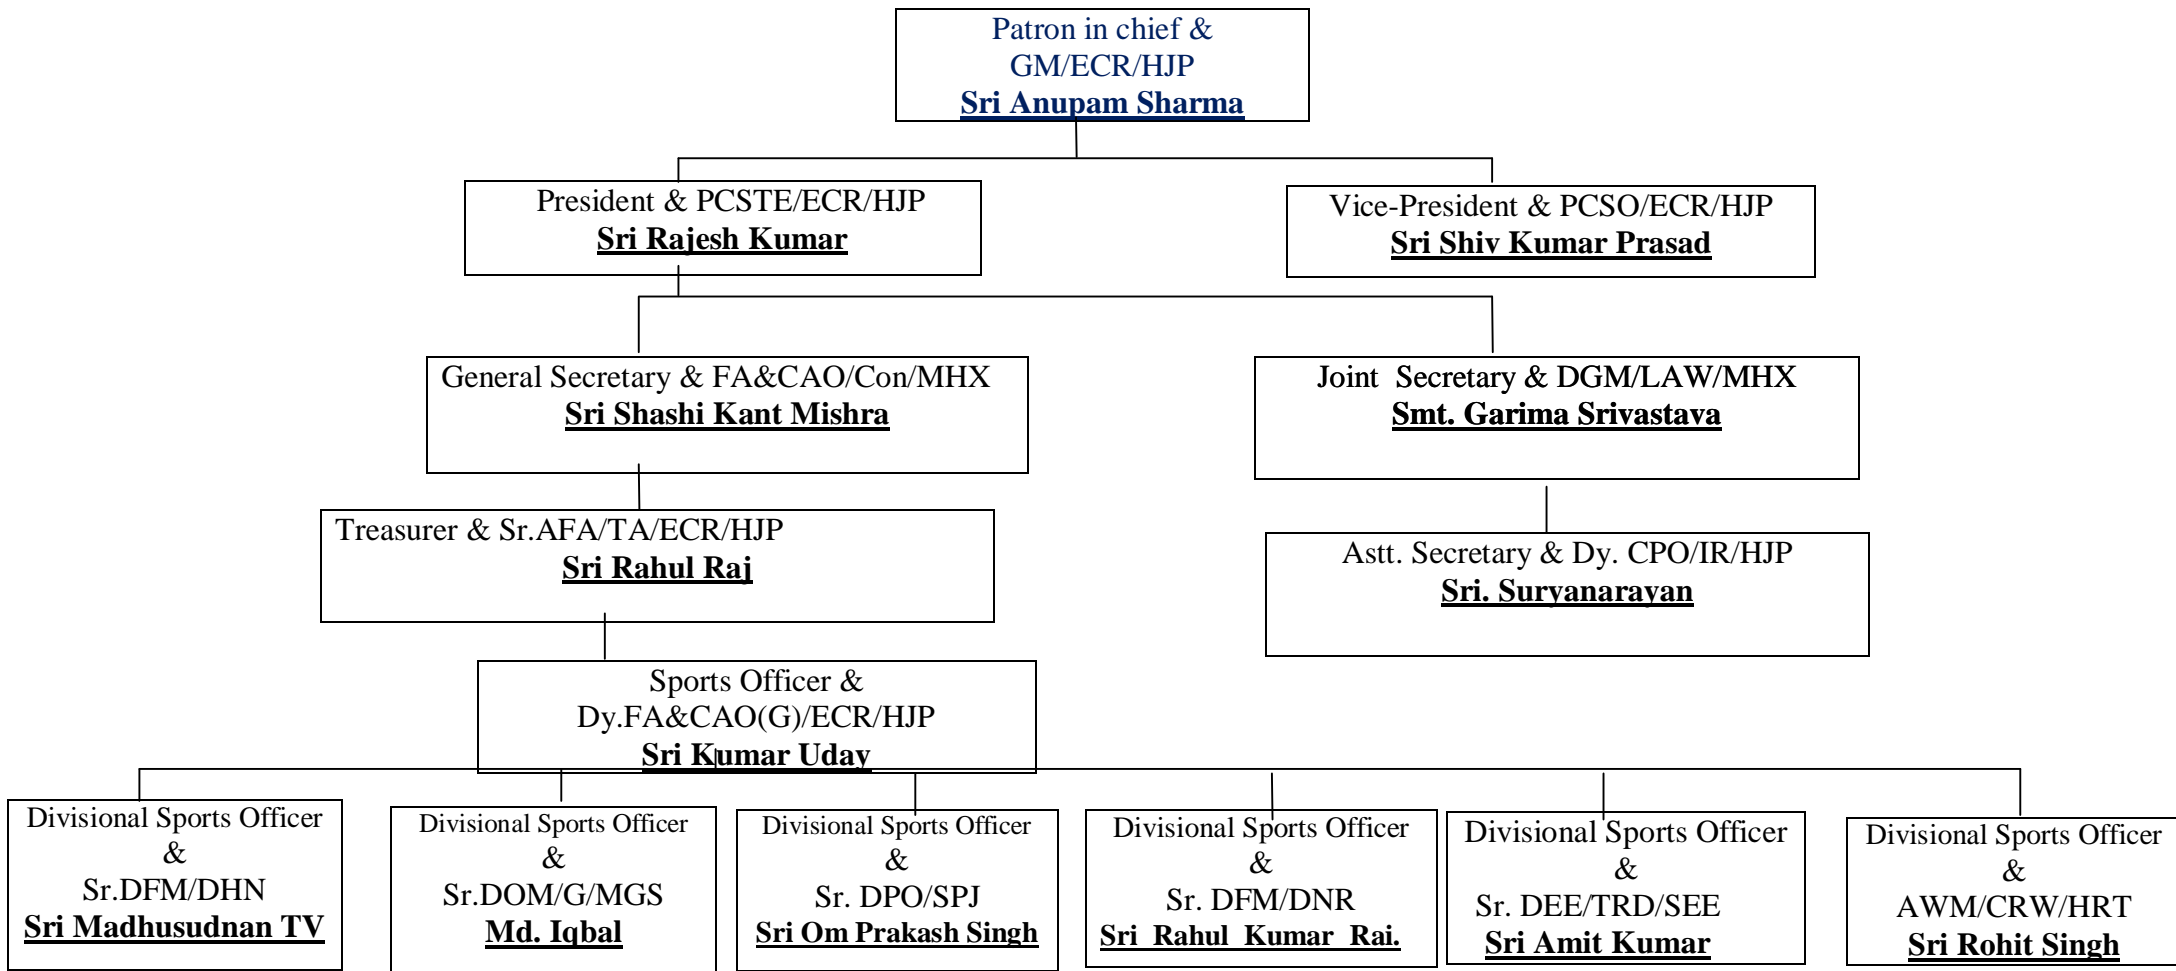 Patron in chief &
GM/ECR/HJP
Sri Anupam Sharma
President & PCSTE/ECR/HJP
Sri Rajesh Kumar
Vice-President & PCSO/ECR/HJP
Sri Shiv Kumar Prasad
General Secretary & FA&CAO/Con/MHX
Sri Shashi Kant Mishra
Joint Secretary & DGM/LAW/MHX
Smt. Garima Srivastava
Treasurer & Sr.AFA/TA/ECR/HJP
Sri Rahul Raj
Astt. Secretary & Dy. CPO/IR/HJP
Sri. Suryanarayan
Sports Officer &
Dy.FA&CAO(G)/ECR/HJP
Sri Kumar Uday
Divisional Sports Officer
&
Sr.DFM/DHN
Sri Madhusudnan TV
Divisional Sports Officer
&
Sr.DOM/G/MGS
Md. Iqbal
Divisional Sports Officer
&
Sr. DPO/SPJ
Sri Om Prakash Singh
Divisional Sports Officer
&
Sr. DFM/DNR
Sri Rahul Kumar Rai.
Divisional Sports Officer
&
Sr. DEE/TRD/SEE
Sri Amit Kumar
Divisional Sports Officer
&
AWM/CRW/HRT
Sri Rohit Singh